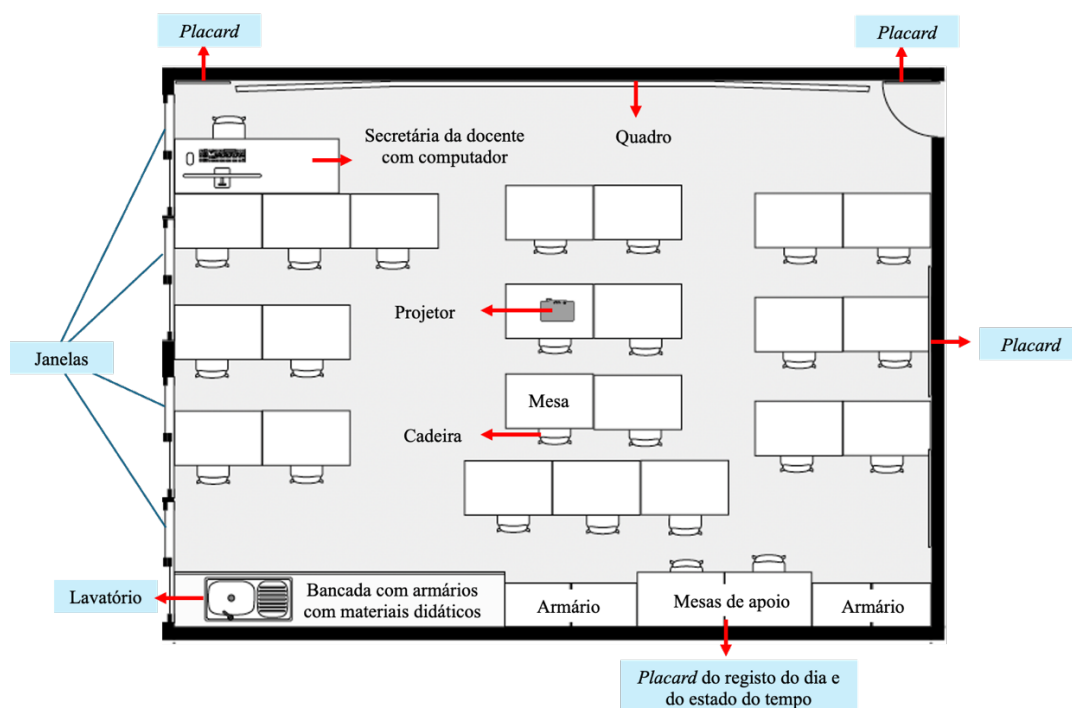 Placard
Placard
Secretária da docente
com computador
Quadro
Projetor
Janelas
Placard
Mesa
Cadeira
Lavatório
Bancada com armários
com materiais didáticos
Armário
Mesas de apoio
Armário
Placard do registo do dia e
do estado do tempo